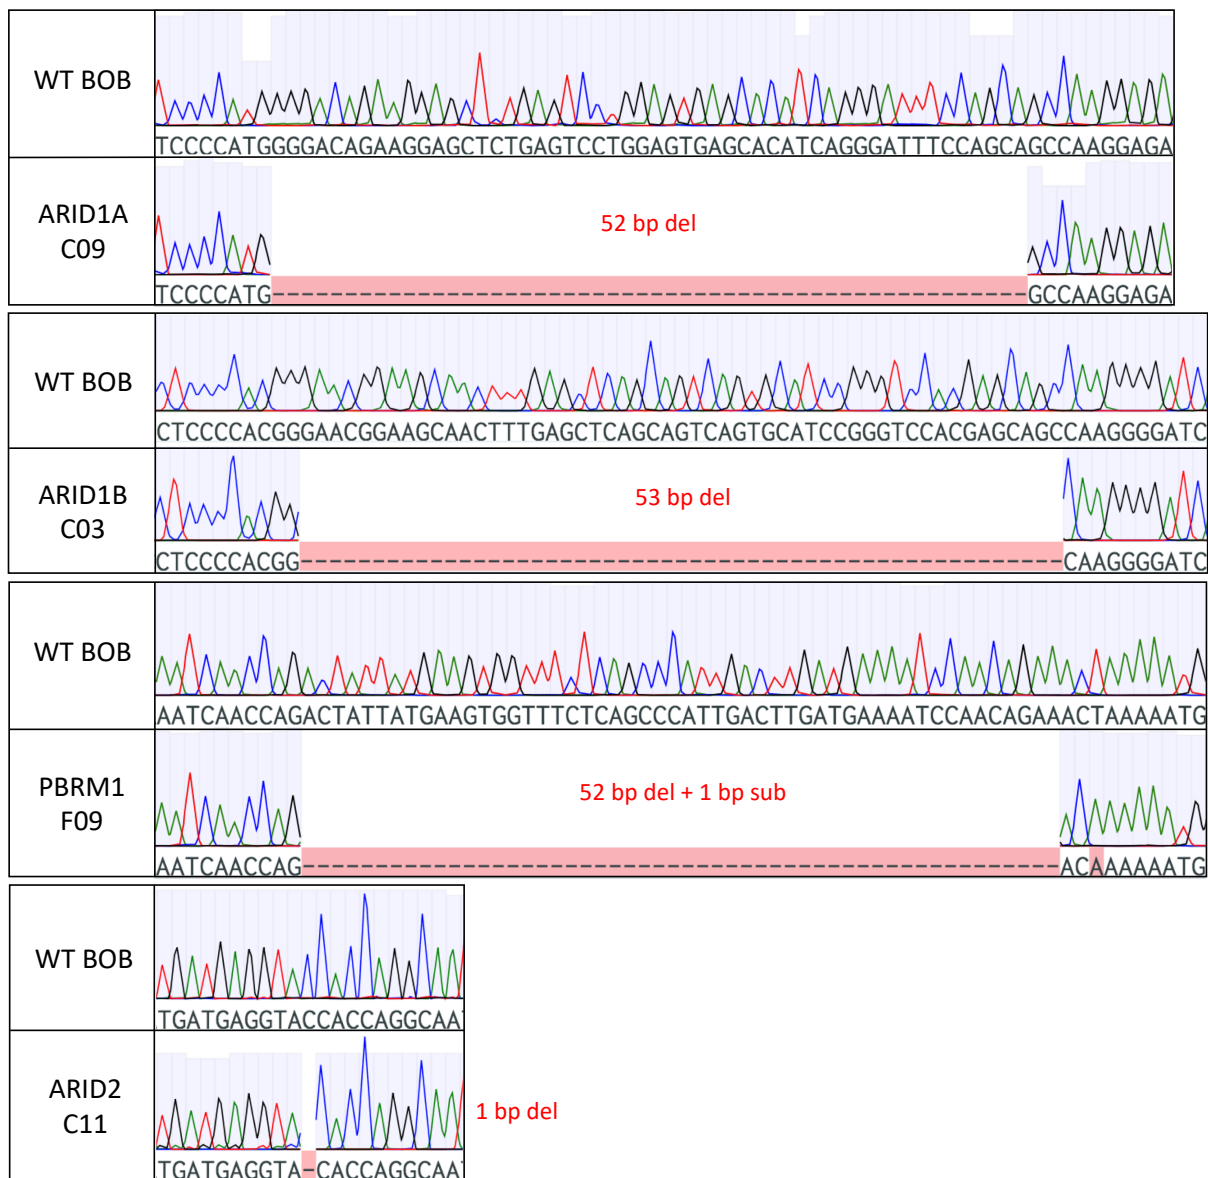 WT BOB
TCCCCATGGGGACAGAAGGAGCTCTGAGTCCTGGAGTGAGCACATCAGGGATTTCCAGCAGCCAAGGAGA
ARID1A
C09
52 bp del
TCCCCATG----------------------------------------------------GCCAAGGAGA
WT BOB
CTCCCCACGGGAACGGAAGCAACTTTGAGCTCAGCAGTCAGTGCATCCGGGTCCACGAGCAGCCAAGGGGATC
ARID1B
C03
53 bp del
CTCCCCACGG-----------------------------------------------------CAAGGGGATC
WT BOB
AATCAACCAGACTATTATGAAGTGGTTTCTCAGCCCATTGACTTGATGAAAATCCAACAGAAACTAAAAATG
PBRM1
F09
52 bp del + 1 bp sub
AATCAACCAG----------------------------------------------------ACAAAAAATG
WT BOB
TGATGAGGTACCACCAGGCAAT
ARID2
C11
1 bp del
TGATGAGGTA-CACCAGGCAAT